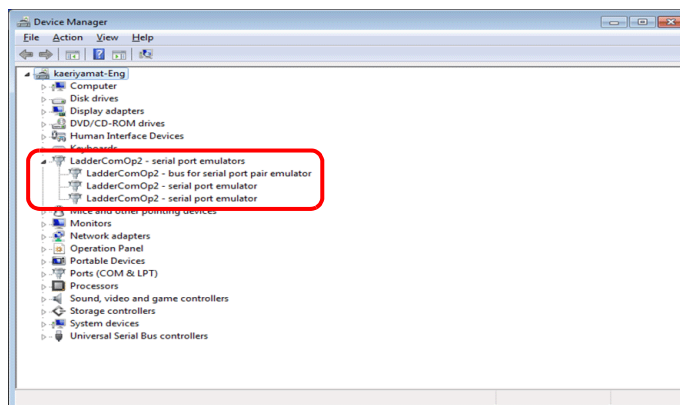 Device Manager
File Action View Help
kaeriyamat-Eng
Computer
Disk drives
Display adapters
DVD/CD-ROM drives
Human Interface Devices
Keyboards
LadderComOp2 - serial port emulators
LadderComOp2 - bus for serial port pair emulator
LadderComOp2 - serial port emulator
LadderComOp2 - serial port emulator
Mice and other pointing devices
Monitors
Network adapters
Operation Panel
Portable Devices
Ports (COM & LPT)
Processors
Sound, video and game controllers
Storage controllers
System devices
Universal Serial Bus controllers